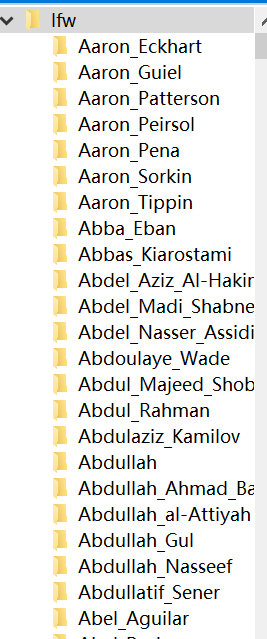 lfw
Aaron_Eckhart
Aaron_Guiel
Aaron_Patterson
Aaron_Peirsol
Aaron_Pena
Aaron_Sorkin
Aaron_Tippin
Abba_Eban
Abbas_Kiarostami
Abdel_Aziz_Al-Hakim
Abdel_Madi_Shabne
Abdel_Nasser_Assidi
Abdoulaye_Wade
Abdul_Majeed_Shob
Abdul_Rahman
Abdulaziz_Kamilov
Abdullah
Abdullah_Ahmad_Ba
Abdullah_al-Attiyah
Abdullah_Gul
Abdullah_Nasseef
Abdullatif_Sener
Abel_Aguilar